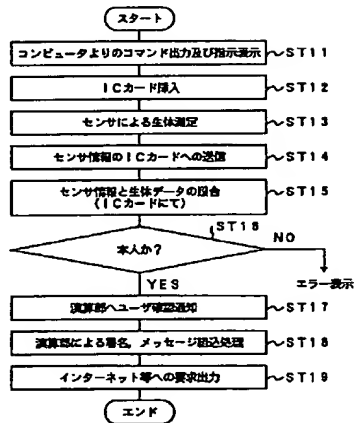 スタート
コンピュータよりのコマンド出力及び指示表示 ST11
ICカード挿入 ST12
センサによる生体測定 ST13
センサ情報のICカードへの送信 ST14
センサ情報と生体データの照合
(ICカードにて) ST15
ST16
本人か? NO
エラー表示
YES
演算部へユーザ確認通知 ST17
演算部による署名,メッセージ組込処理 ST18
インターネット等への要求出力 ST19
エンド